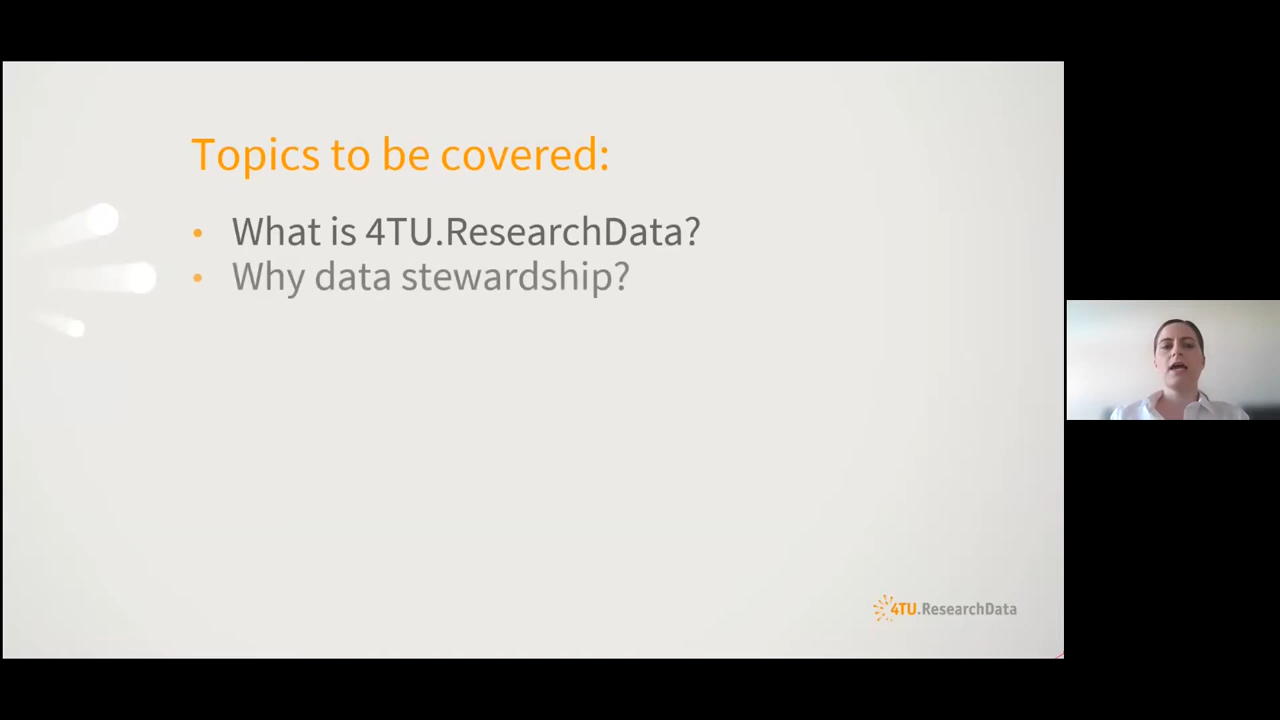 Topics to be covered:
• What is 4TU.ResearchData?
• Why data stewardship?
4TU.ResearchData